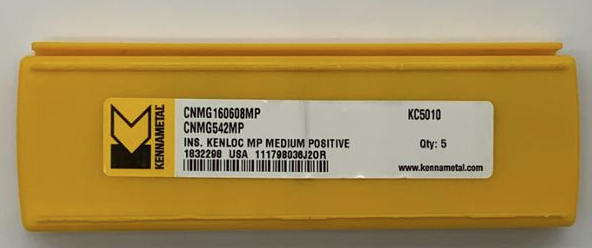 KENNAMETAL
CNMG160608MP
KC5010
CNMG542MP
INS. KENLOC MP MEDIUM POSITIVE
Qty: 5
1832298 USA 111798036J20R
www.kennametal.com